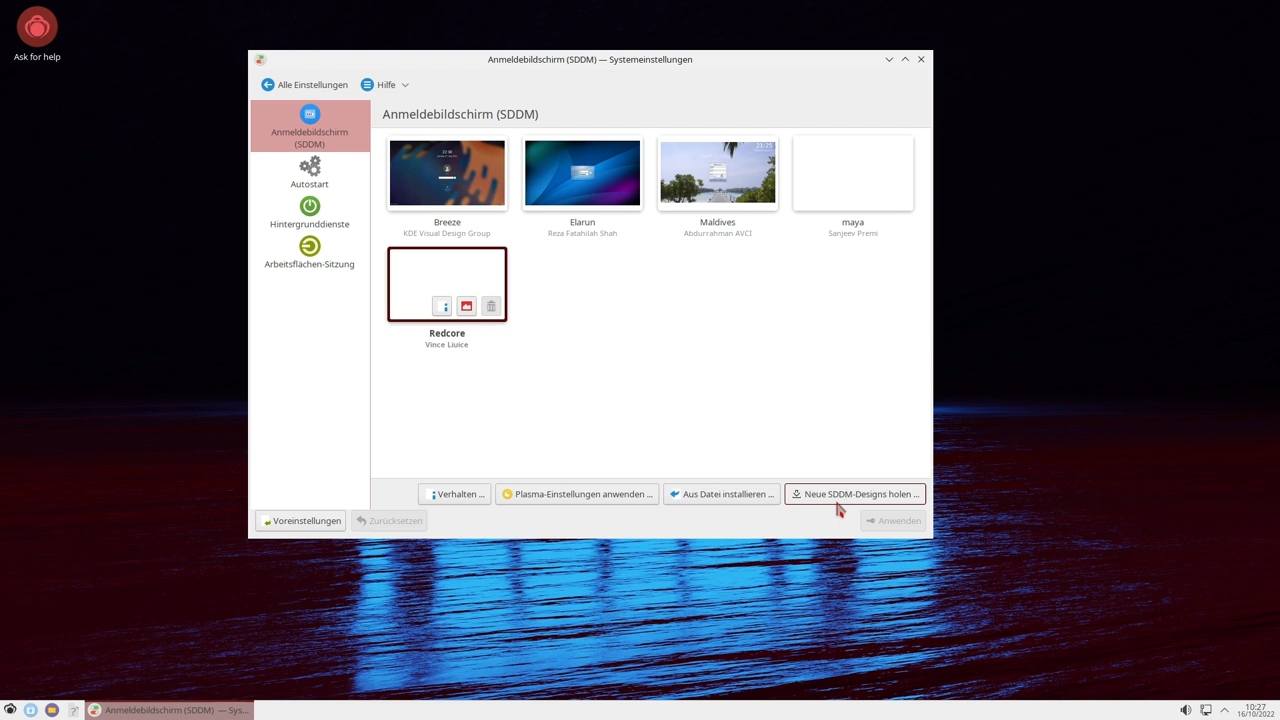 Ask for help
Anmeldebildschirm (SDDM) — Systemeinstellungen
Alle Einstellungen
Hilfe
Anmeldebildschirm
(SDDM)
Autostart
Hintergrunddienste
Arbeitsflächen-Sitzung
Anmeldebildschirm (SDDM)
Breeze
KDE Visual Design Group
Elarun
Reza Fatahilah Shah
Maldives
Abdurrahman AVCI
maya
Sanjeev Premi
Redcore
Vince Liuice
Verhalten ...
Plasma-Einstellungen anwenden ...
Aus Datei installieren ...
Neue SDDM-Designs holen ...
Voreinstellungen
Zurücksetzen
Anwenden
Anmeldebildschirm (SDDM) — Sys...
10:27
16/10/2022